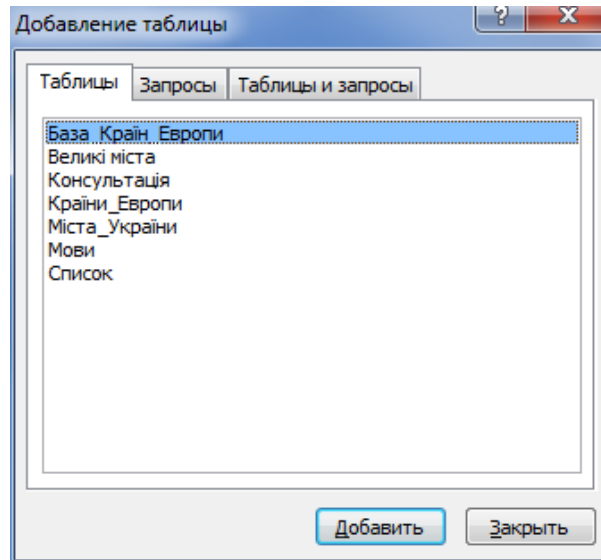 Добавление таблицы
Таблицы Запросы Таблицы и запросы
База_Країн_Европи
Великі міста
Консультація
Країни_Европи
Міста_України
Мови
Список
Добавить Закрыть